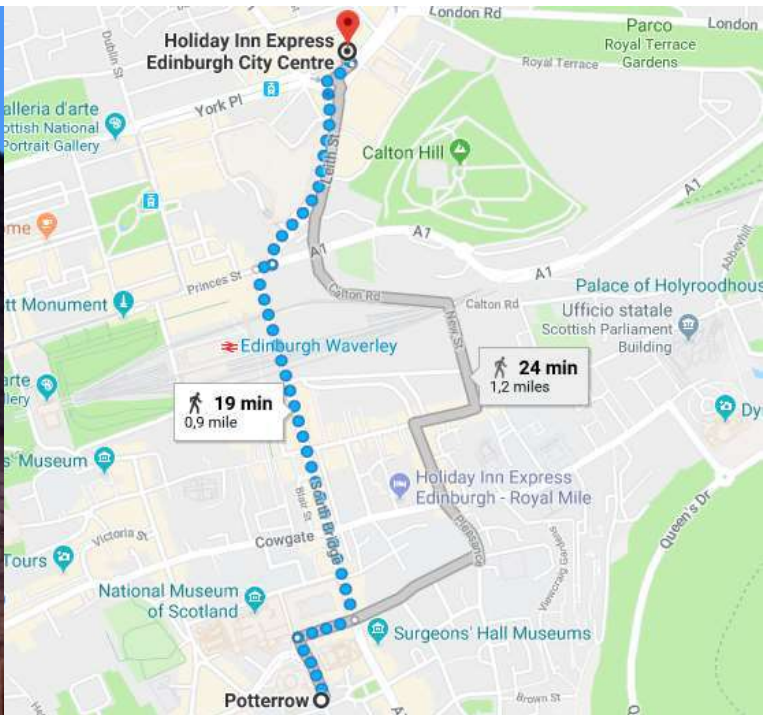 London Rd
Parco
Royal Terrace
Gardens
London
Royal Terrace
Dublin St
Holiday Inn Express
Edinburgh City Centre
York Pl
alleria d'arte
ottish National
Portrait Gallery
Leith St
Calton Hill
A1
ome
A1
A1
Abbeyhill
Princes St
A1
Calton Rd
Calton Rd
Palace of Holyroodhous
tt Monument
New St
Ufficio statale
Scottish Parliament
Building
Edinburgh Waverley
24 min
1,2 miles
arte
llery
19 min
0,9 mile
Dy
s' Museum
Holiday Inn Express
Edinburgh - Royal Mile
Blair St
South Bridge
Pleasance
Queen's Dr
Victoria St
Cowgate
Viewcraig Gardens
Tours
National Museum
of Scotland
Surgeons' Hall Museums
Potterrow
Brown St